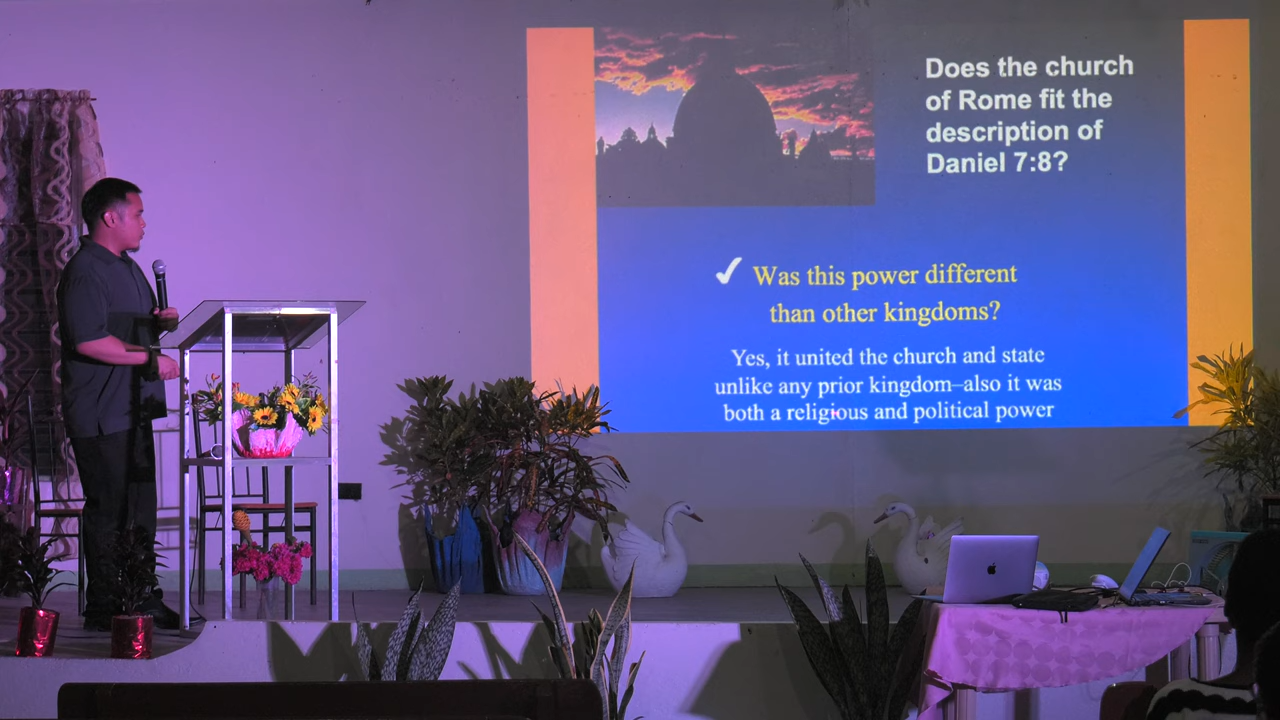 Does the church
of Rome fit the
description of
Daniel 7:8?
Was this power different
than other kingdoms?
Yes, it united the church and state
unlike any prior kingdom–also it was
both a religious and political power